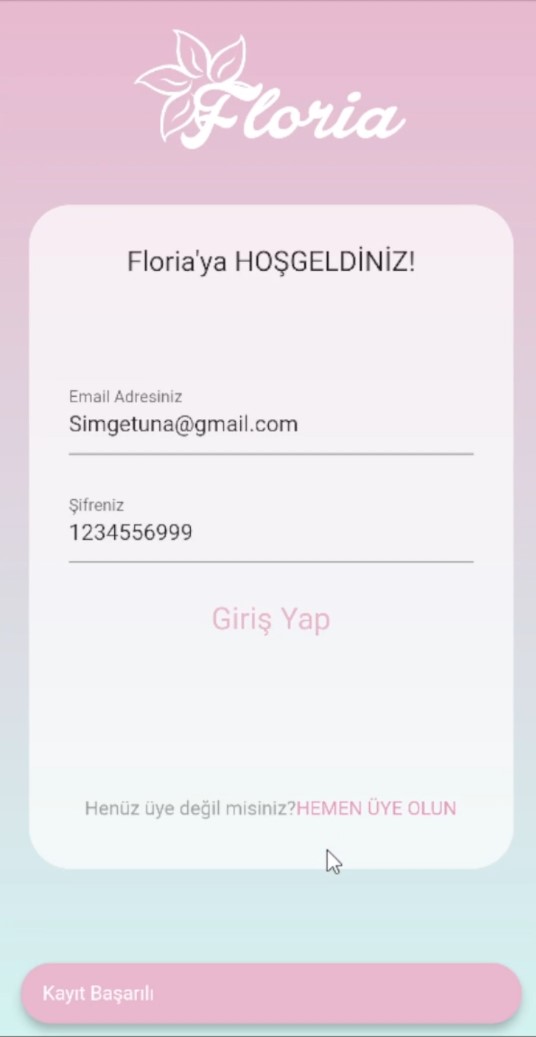 Floria
Floria'ya HOŞGELDİNİZ!
Email Adresiniz
Simgetuna@gmail.com
Şifreniz
1234556999
Giriş Yap
Henüz üye değil misiniz?HEMEN ÜYE OLUN
Kayıt Başarılı